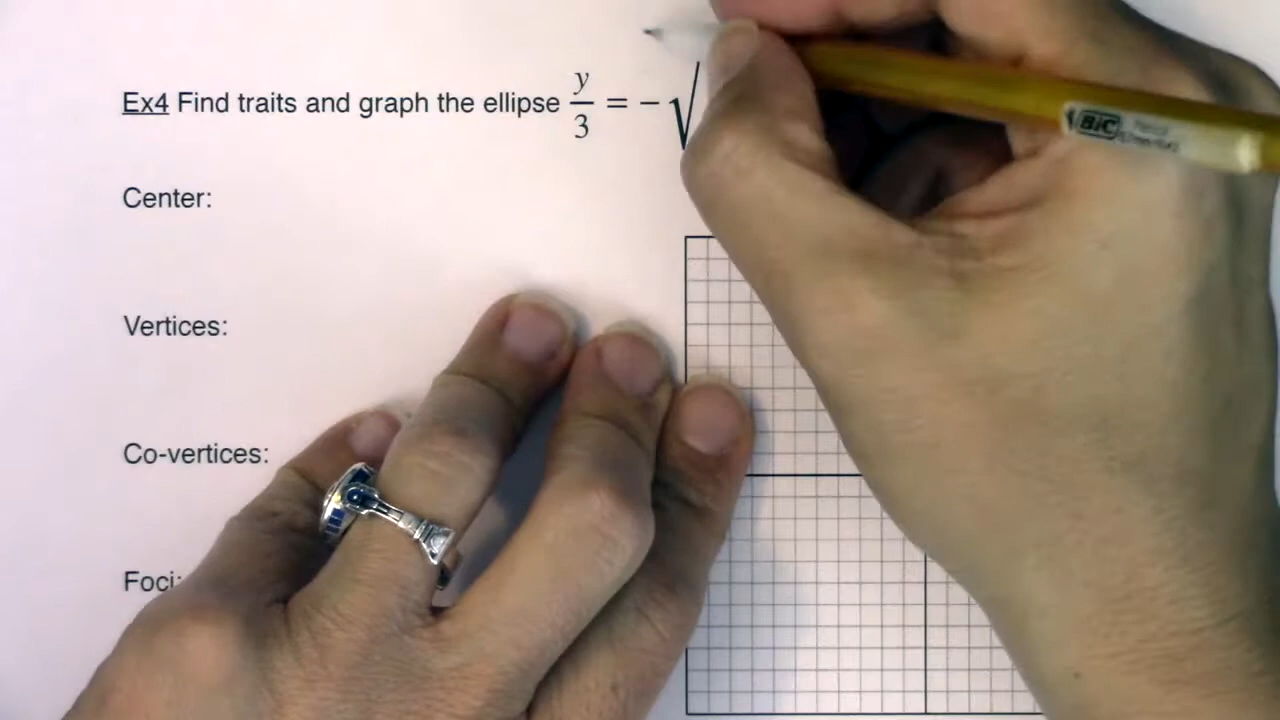 Ex4 Find traits and graph the ellipse y/3 = −√
Center:
Vertices:
Co-vertices:
Foci:
BIC